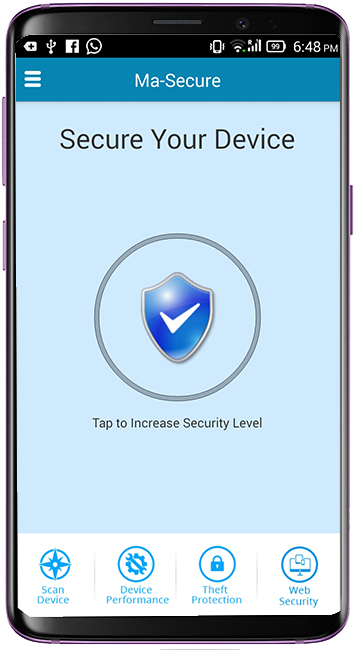 99 6:48 PM
Ma-Secure
Secure Your Device
Tap to Increase Security Level
Scan Device
Device Performance
Theft Protection
Web Security